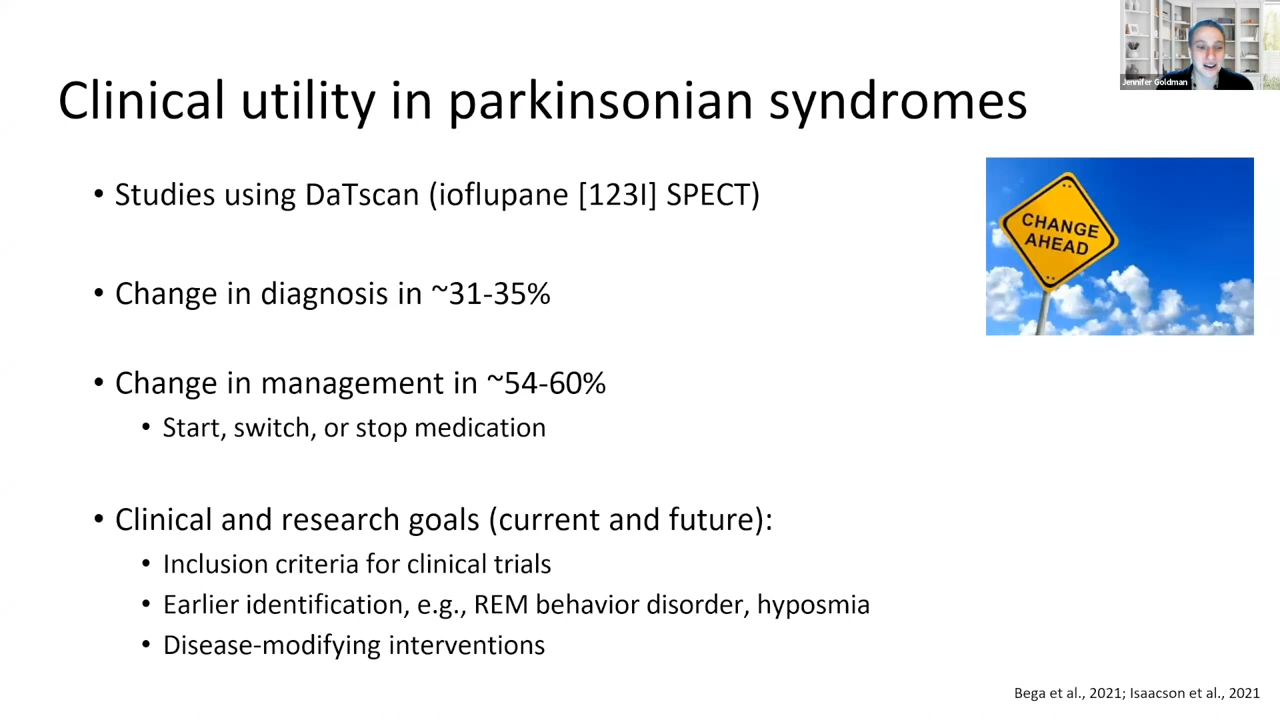 Jennifer Goldman
Clinical utility in parkinsonian syndromes
• Studies using DaTscan (ioflupane [123I] SPECT)
• Change in diagnosis in ~31-35%
• Change in management in ~54-60%
• Start, switch, or stop medication
• Clinical and research goals (current and future):
• Inclusion criteria for clinical trials
• Earlier identification, e.g., REM behavior disorder, hyposmia
• Disease-modifying interventions
CHANGE
AHEAD
Bega et al., 2021; Isaacson et al., 2021